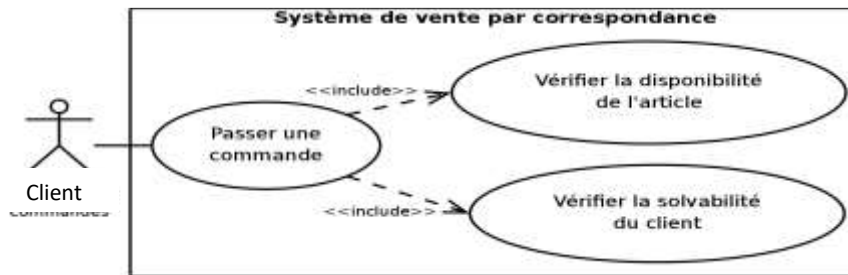 Système de vente par correspondance
<<include>>
Vérifier la disponibilité
de l'article
Passer une
commande
Client
<<include>>
Vérifier la solvabilité
du client